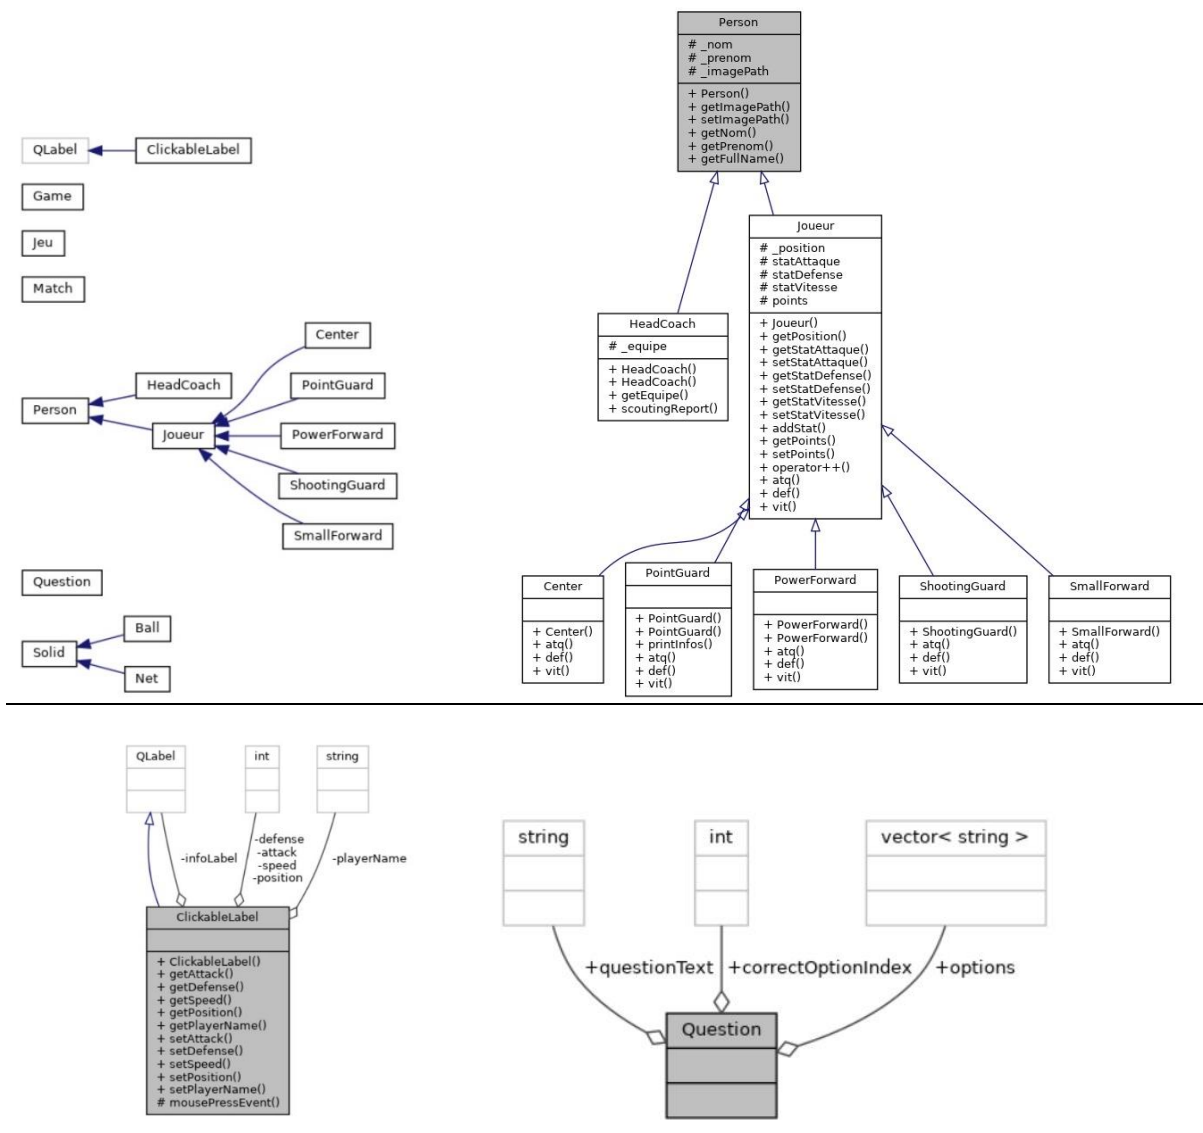 QLabel
ClickableLabel
Game
Jeu
Match
Center
HeadCoach
PointGuard
Person
Joueur
PowerForward
ShootingGuard
SmallForward
Question
Ball
Solid
Net
Person
# _nom
# _prenom
# _imagePath
+ Person()
+ getImagePath()
+ setImagePath()
+ getNom()
+ getPrenom()
+ getFullName()
Joueur
# _position
# statAttaque
# statDefense
# statVitesse
# points
+ Joueur()
+ getPosition()
+ getStatAttaque()
+ setStatAttaque()
+ getStatDefense()
+ setStatDefense()
+ getStatVitesse()
+ setStatVitesse()
+ addStat()
+ getPoints()
+ setPoints()
+ operator++()
+ atq()
+ def()
+ vit()
HeadCoach
# _equipe
+ HeadCoach()
+ HeadCoach()
+ getEquipe()
+ scoutingReport()
Center
+ Center()
+ atq()
+ def()
+ vit()
PointGuard
+ PointGuard()
+ PointGuard()
+ printInfos()
+ atq()
+ def()
+ vit()
PowerForward
+ PowerForward()
+ PowerForward()
+ atq()
+ def()
+ vit()
ShootingGuard
+ ShootingGuard()
+ atq()
+ def()
+ vit()
SmallForward
+ SmallForward()
+ atq()
+ def()
+ vit()
QLabel
int
string
-infoLabel
-defense
-attack
-speed
-position
-playerName
ClickableLabel
+ ClickableLabel()
+ getAttack()
+ getDefense()
+ getSpeed()
+ getPosition()
+ getPlayerName()
+ setAttack()
+ setDefense()
+ setSpeed()
+ setPosition()
+ setPlayerName()
# mousePressEvent()
string
int
vector< string >
+questionText
+correctOptionIndex
+options
Question